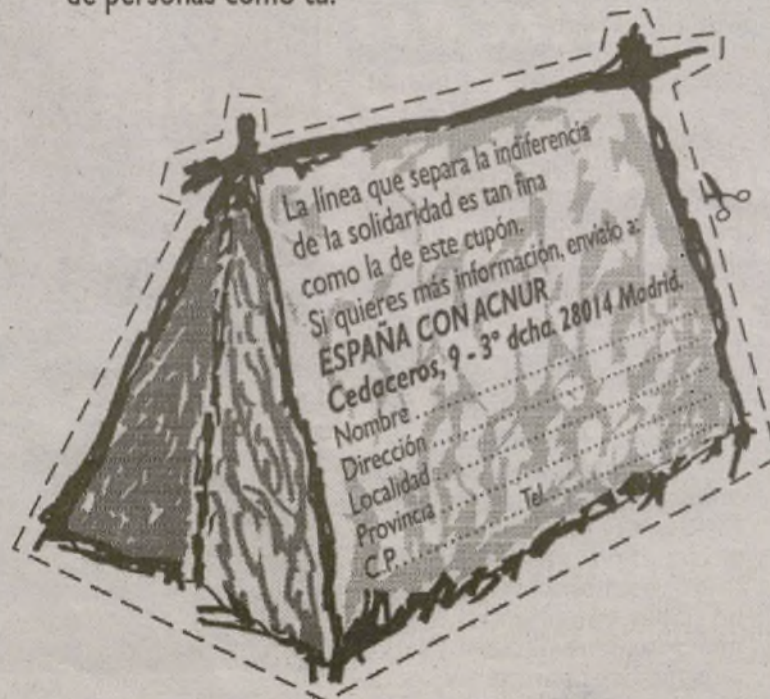 de personas como tú.
La línea que separa la indiferencia
de la solidaridad es tan fina
como la de este cupón.
Si quieres más información, envíalo a:
ESPAÑA CON ACNUR
Cedaceros, 9 - 3º dcha. 28014 Madrid.
Nombre
Dirección
Localidad
Provincia
C.P. Tel